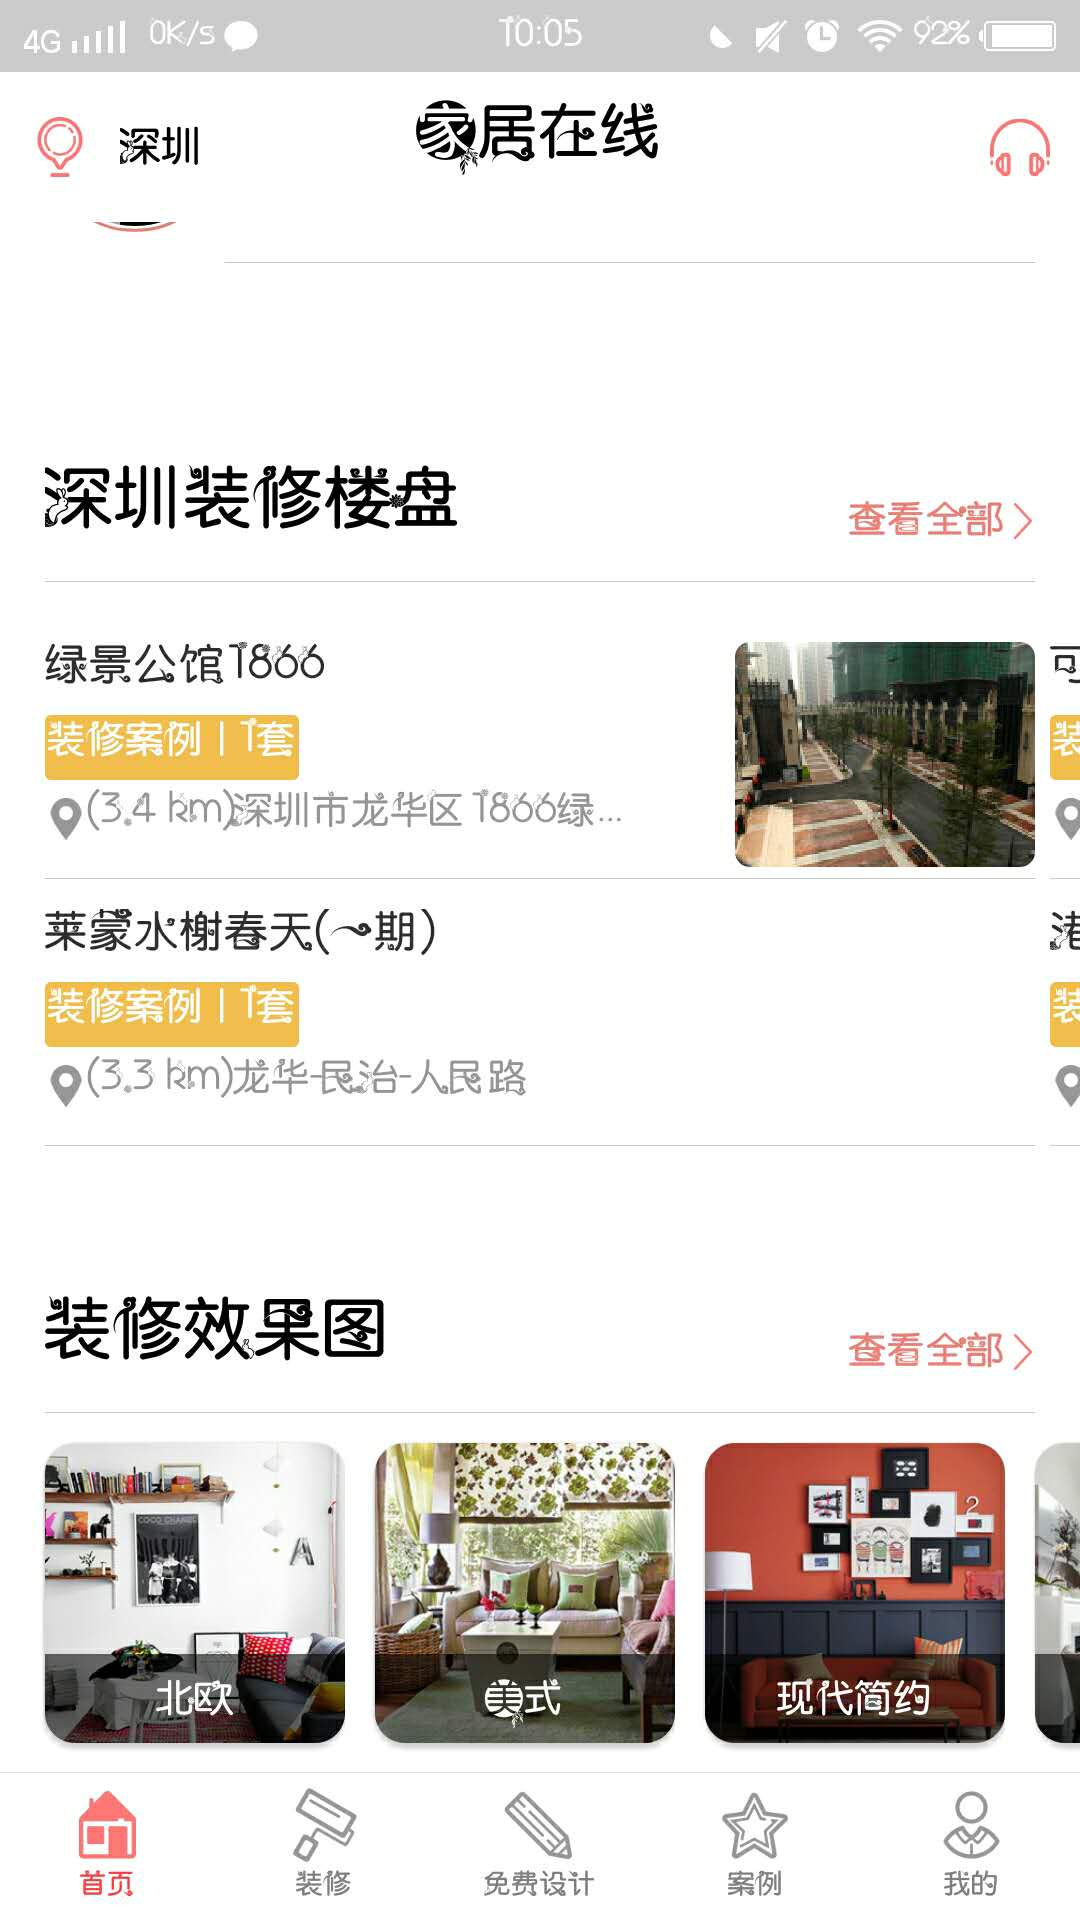 4G 0K/s 10:05 92%
深圳 家居在线
深圳装修楼盘
查看全部
绿景公馆1866
装修案例 | 1套
(3.4 km)深圳市龙华区 1866绿...
可
装
莱蒙水榭春天(一期)
装修案例 | 1套
(3.3 km)龙华-民治-人民路
港
装
装修效果图
查看全部
COCO CHANEL
A
2
北欧 美式 现代简约
首页 装修 免费设计 案例 我的